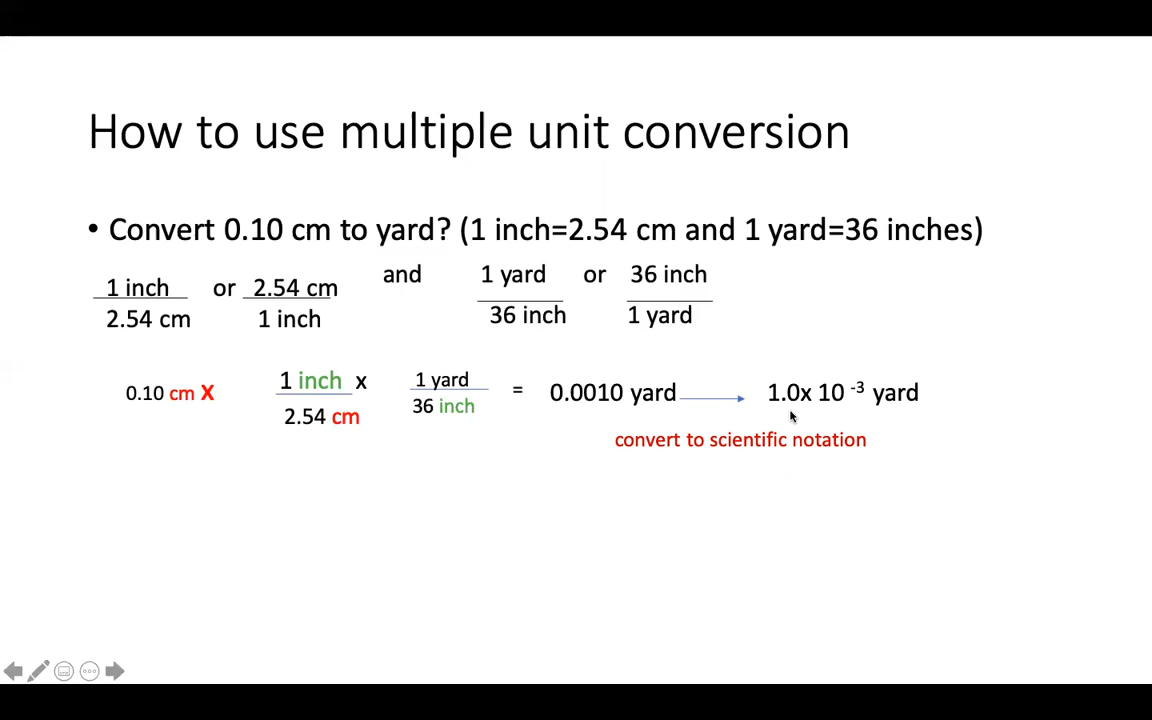 How to use multiple unit conversion
• Convert 0.10 cm to yard? (1 inch=2.54 cm and 1 yard=36 inches)
1 inch or 2.54 cm and 1 yard or 36 inch
2.54 cm 1 inch 36 inch 1 yard
0.10 cm X 1 inch x 1 yard = 0.0010 yard 1.0x 10 -3 yard
2.54 cm 36 inch
convert to scientific notation